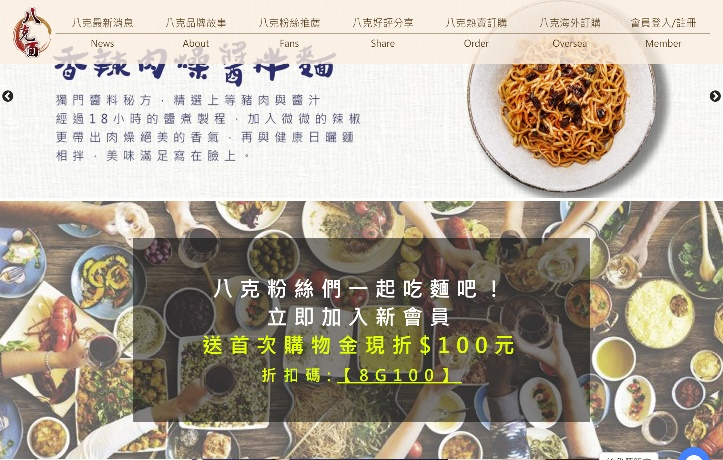 八克面
八克最新消息 八克品牌故事 八克粉絲推薦 八克好評分享 八克熱賣訂購 八克海外訂購 會員登入/註冊
News About Fans Share Order Oversea Member
香辣肉燥醬拌麵
獨門醬料秘方，精選上等豬肉與醬汁
經過18小時的醬煮製程，加入微微的辣椒
更帶出肉燥絕美的香氣，再與健康日曬麵
相拌，美味滿足寫在臉上。
八克粉絲們一起吃麵吧！
立即加入新會員
送首次購物金現折$100元
折扣碼:【8G100】